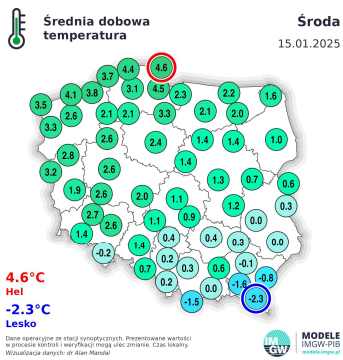 Średnia dobowa
temperatura
Środa
15.01.2025
4.6
4.4
3.7
3.1 4.5
4.1 3.8 2.3 2.2 1.6
3.5
2.6 2.1 2.1 3.3 2.1 2.0
3.3
2.6 2.4 1.4 1.4 1.0
2.8
1.4
3.2 2.6
1.3 0.7 0.6
1.9 2.6 2.0 1.1
1.2 0.3
2.7 1.1 0.9 0.0
2.6
1.4 0.4 0.4 0.3 0.0
1.4
-0.2 0.2
0.7 0.3 0.6 -0.1
0.2 -0.8
0.0 -1.6
-1.5 -2.3
4.6°C
Hel
-2.3°C
Lesko
Dane operacyjne ze stacji synoptycznych. Prezentowane wartości
w procesie kontroli i weryfikacji mogą ulec zmianie. Czas lokalny.
Wizualizacja danych: dr Alan Mandal
IM
GW
MODELE
IMGW-PIB
modele.imgw.pl